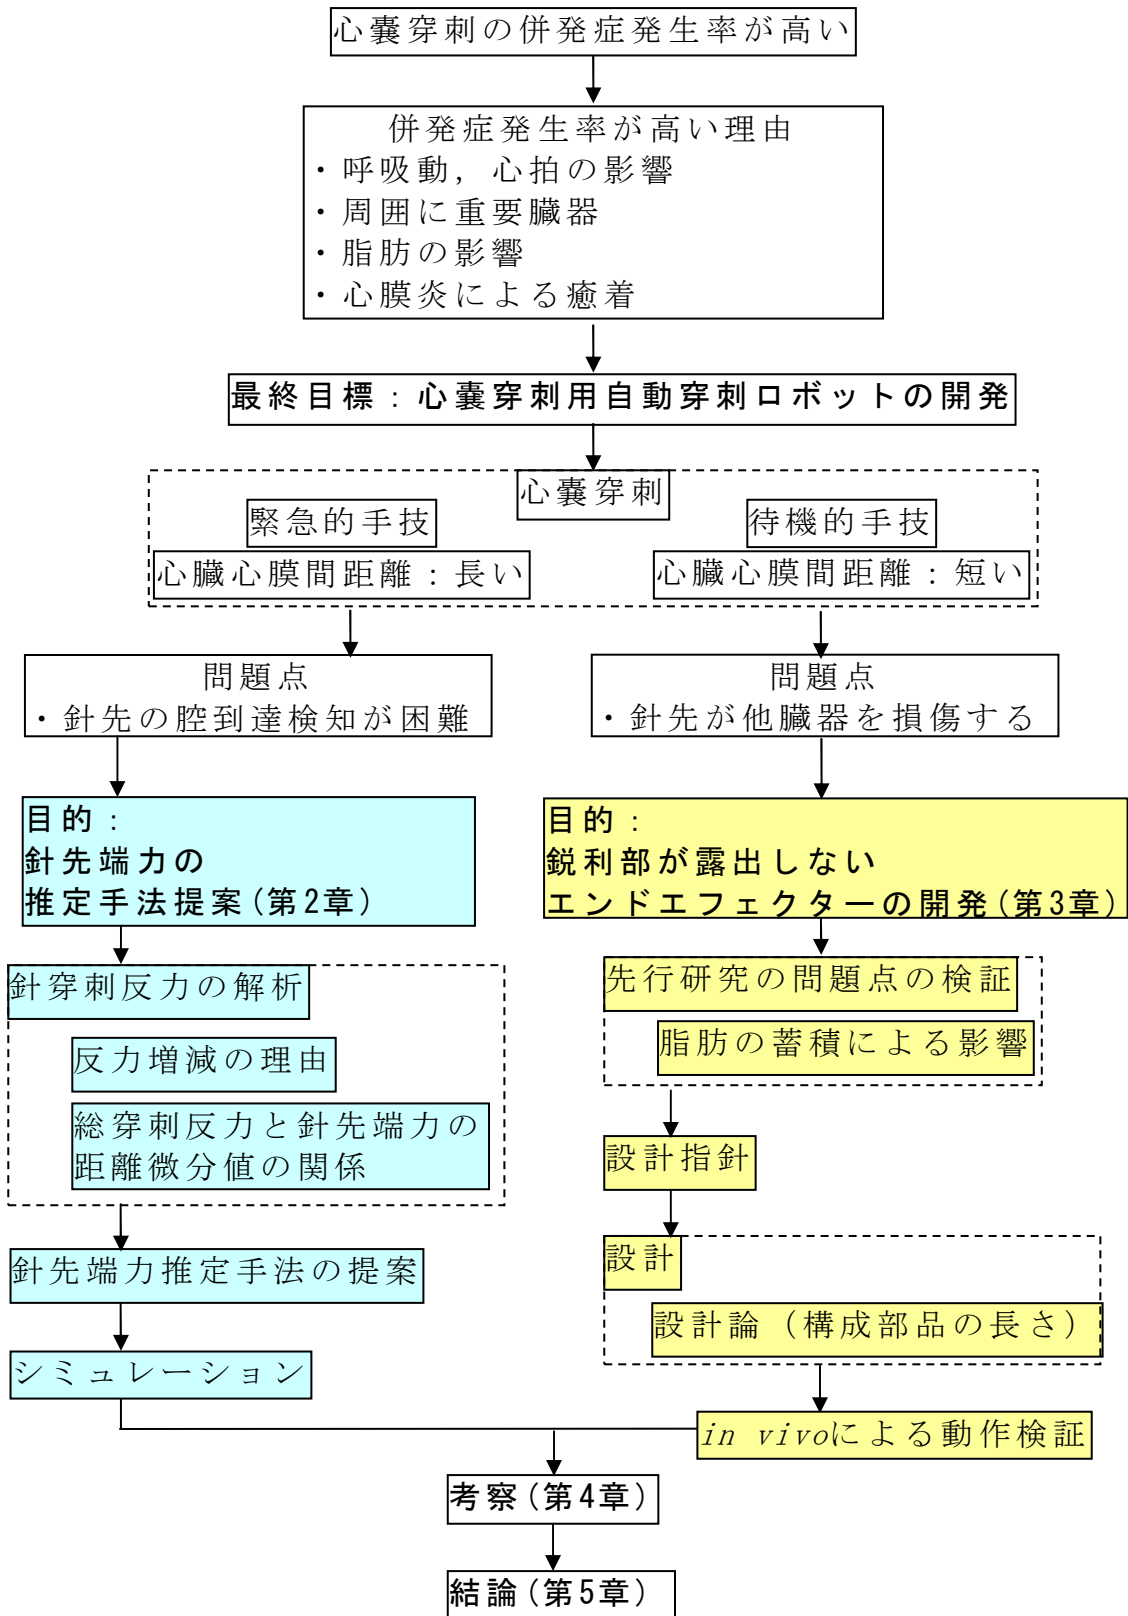 心嚢穿刺の併発症発生率が高い
併発症発生率が高い理由
・呼吸動，心拍の影響
・周囲に重要臓器
・脂肪の影響
・心膜炎による癒着
最終目標：心嚢穿刺用自動穿刺ロボットの開発
心嚢穿刺
緊急的手技
心臓心膜間距離：長い
待機的手技
心臓心膜間距離：短い
問題点
・針先の腔到達検知が困難
問題点
・針先が他臓器を損傷する
目的：
針先端力の
推定手法提案(第2章)
目的：
鋭利部が露出しない
エンドエフェクターの開発(第3章)
針穿刺反力の解析
反力増減の理由
総穿刺反力と針先端力の
距離微分値の関係
針先端力推定手法の提案
シミュレーション
先行研究の問題点の検証
脂肪の蓄積による影響
設計指針
設計
設計論（構成部品の長さ）
in vivoによる動作検証
考察(第4章)
結論(第5章)